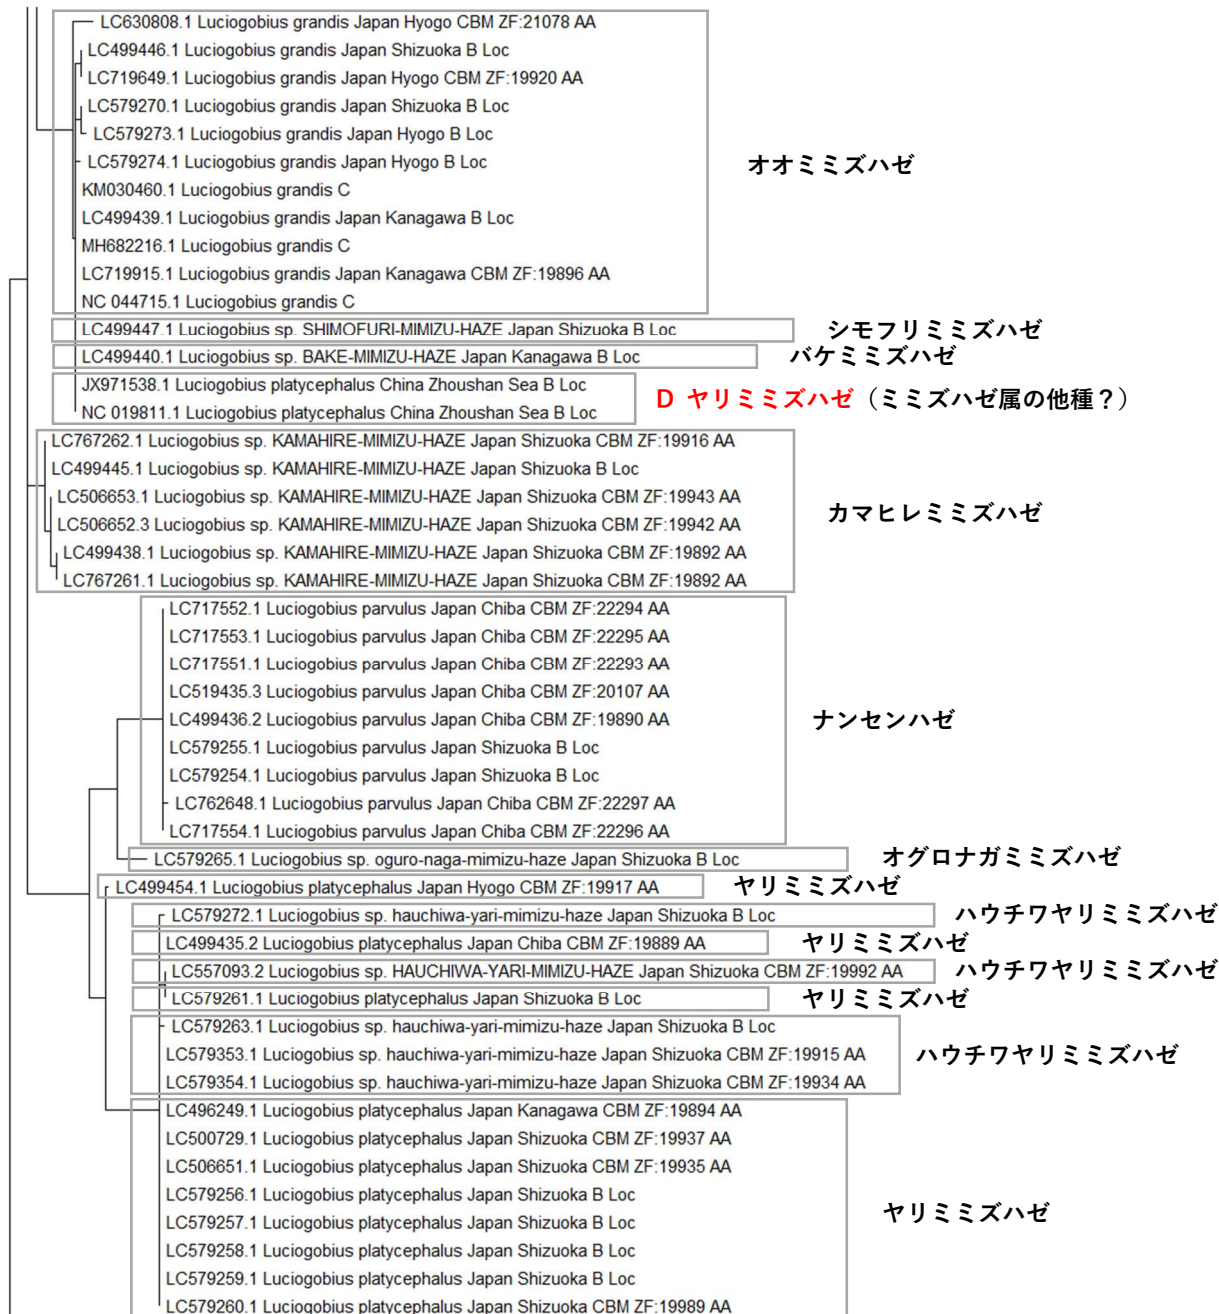 LC630808.1 Luciogobius grandis Japan Hyogo CBM ZF:21078 AA
LC499446.1 Luciogobius grandis Japan Shizuoka B Loc
LC719649.1 Luciogobius grandis Japan Hyogo CBM ZF:19920 AA
LC579270.1 Luciogobius grandis Japan Shizuoka B Loc
LC579273.1 Luciogobius grandis Japan Hyogo B Loc
LC579274.1 Luciogobius grandis Japan Hyogo B Loc
オオミミズハゼ
KM030460.1 Luciogobius grandis C
LC499439.1 Luciogobius grandis Japan Kanagawa B Loc
MH682216.1 Luciogobius grandis C
LC719915.1 Luciogobius grandis Japan Kanagawa CBM ZF:19896 AA
NC 044715.1 Luciogobius grandis C
LC499447.1 Luciogobius sp. SHIMOFURI-MIMIZU-HAZE Japan Shizuoka B Loc
シモフリミミズハゼ
LC499440.1 Luciogobius sp. BAKE-MIMIZU-HAZE Japan Kanagawa B Loc
バケミミズハゼ
JX971538.1 Luciogobius platycephalus China Zhoushan Sea B Loc
D ヤリミミズハゼ（ミミズハゼ属の他種？）
NC 019811.1 Luciogobius platycephalus China Zhoushan Sea B Loc
LC767262.1 Luciogobius sp. KAMAHIRE-MIMIZU-HAZE Japan Shizuoka CBM ZF:19916 AA
LC499445.1 Luciogobius sp. KAMAHIRE-MIMIZU-HAZE Japan Shizuoka B Loc
LC506653.1 Luciogobius sp. KAMAHIRE-MIMIZU-HAZE Japan Shizuoka CBM ZF:19943 AA
カマヒレミミズハゼ
LC506652.3 Luciogobius sp. KAMAHIRE-MIMIZU-HAZE Japan Shizuoka CBM ZF:19942 AA
LC499438.1 Luciogobius sp. KAMAHIRE-MIMIZU-HAZE Japan Shizuoka CBM ZF:19892 AA
LC767261.1 Luciogobius sp. KAMAHIRE-MIMIZU-HAZE Japan Shizuoka CBM ZF:19892 AA
LC717552.1 Luciogobius parvulus Japan Chiba CBM ZF:22294 AA
LC717553.1 Luciogobius parvulus Japan Chiba CBM ZF:22295 AA
LC717551.1 Luciogobius parvulus Japan Chiba CBM ZF:22293 AA
LC519435.3 Luciogobius parvulus Japan Chiba CBM ZF:20107 AA
LC499436.2 Luciogobius parvulus Japan Chiba CBM ZF:19890 AA
ナンセンハゼ
LC579255.1 Luciogobius parvulus Japan Shizuoka B Loc
LC579254.1 Luciogobius parvulus Japan Shizuoka B Loc
LC762648.1 Luciogobius parvulus Japan Chiba CBM ZF:22297 AA
LC717554.1 Luciogobius parvulus Japan Chiba CBM ZF:22296 AA
LC579265.1 Luciogobius sp. oguro-naga-mimizu-haze Japan Shizuoka B Loc
オグロナガミミズハゼ
LC499454.1 Luciogobius platycephalus Japan Hyogo CBM ZF:19917 AA
ヤリミミズハゼ
LC579272.1 Luciogobius sp. hauchiwa-yari-mimizu-haze Japan Shizuoka B Loc
ハウチワヤリミミズハゼ
LC499435.2 Luciogobius platycephalus Japan Chiba CBM ZF:19889 AA
ヤリミミズハゼ
LC557093.2 Luciogobius sp. HAUCHIWA-YARI-MIMIZU-HAZE Japan Shizuoka CBM ZF:19992 AA
ハウチワヤリミミズハゼ
LC579261.1 Luciogobius platycephalus Japan Shizuoka B Loc
ヤリミミズハゼ
LC579263.1 Luciogobius sp. hauchiwa-yari-mimizu-haze Japan Shizuoka B Loc
LC579353.1 Luciogobius sp. hauchiwa-yari-mimizu-haze Japan Shizuoka CBM ZF:19915 AA
ハウチワヤリミミズハゼ
LC579354.1 Luciogobius sp. hauchiwa-yari-mimizu-haze Japan Shizuoka CBM ZF:19934 AA
LC496249.1 Luciogobius platycephalus Japan Kanagawa CBM ZF:19894 AA
LC500729.1 Luciogobius platycephalus Japan Shizuoka CBM ZF:19937 AA
LC506651.1 Luciogobius platycephalus Japan Shizuoka CBM ZF:19935 AA
LC579256.1 Luciogobius platycephalus Japan Shizuoka B Loc
ヤリミミズハゼ
LC579257.1 Luciogobius platycephalus Japan Shizuoka B Loc
LC579258.1 Luciogobius platycephalus Japan Shizuoka B Loc
LC579259.1 Luciogobius platycephalus Japan Shizuoka B Loc
LC579260.1 Luciogobius platycephalus Japan Shizuoka CBM ZF:19989 AA